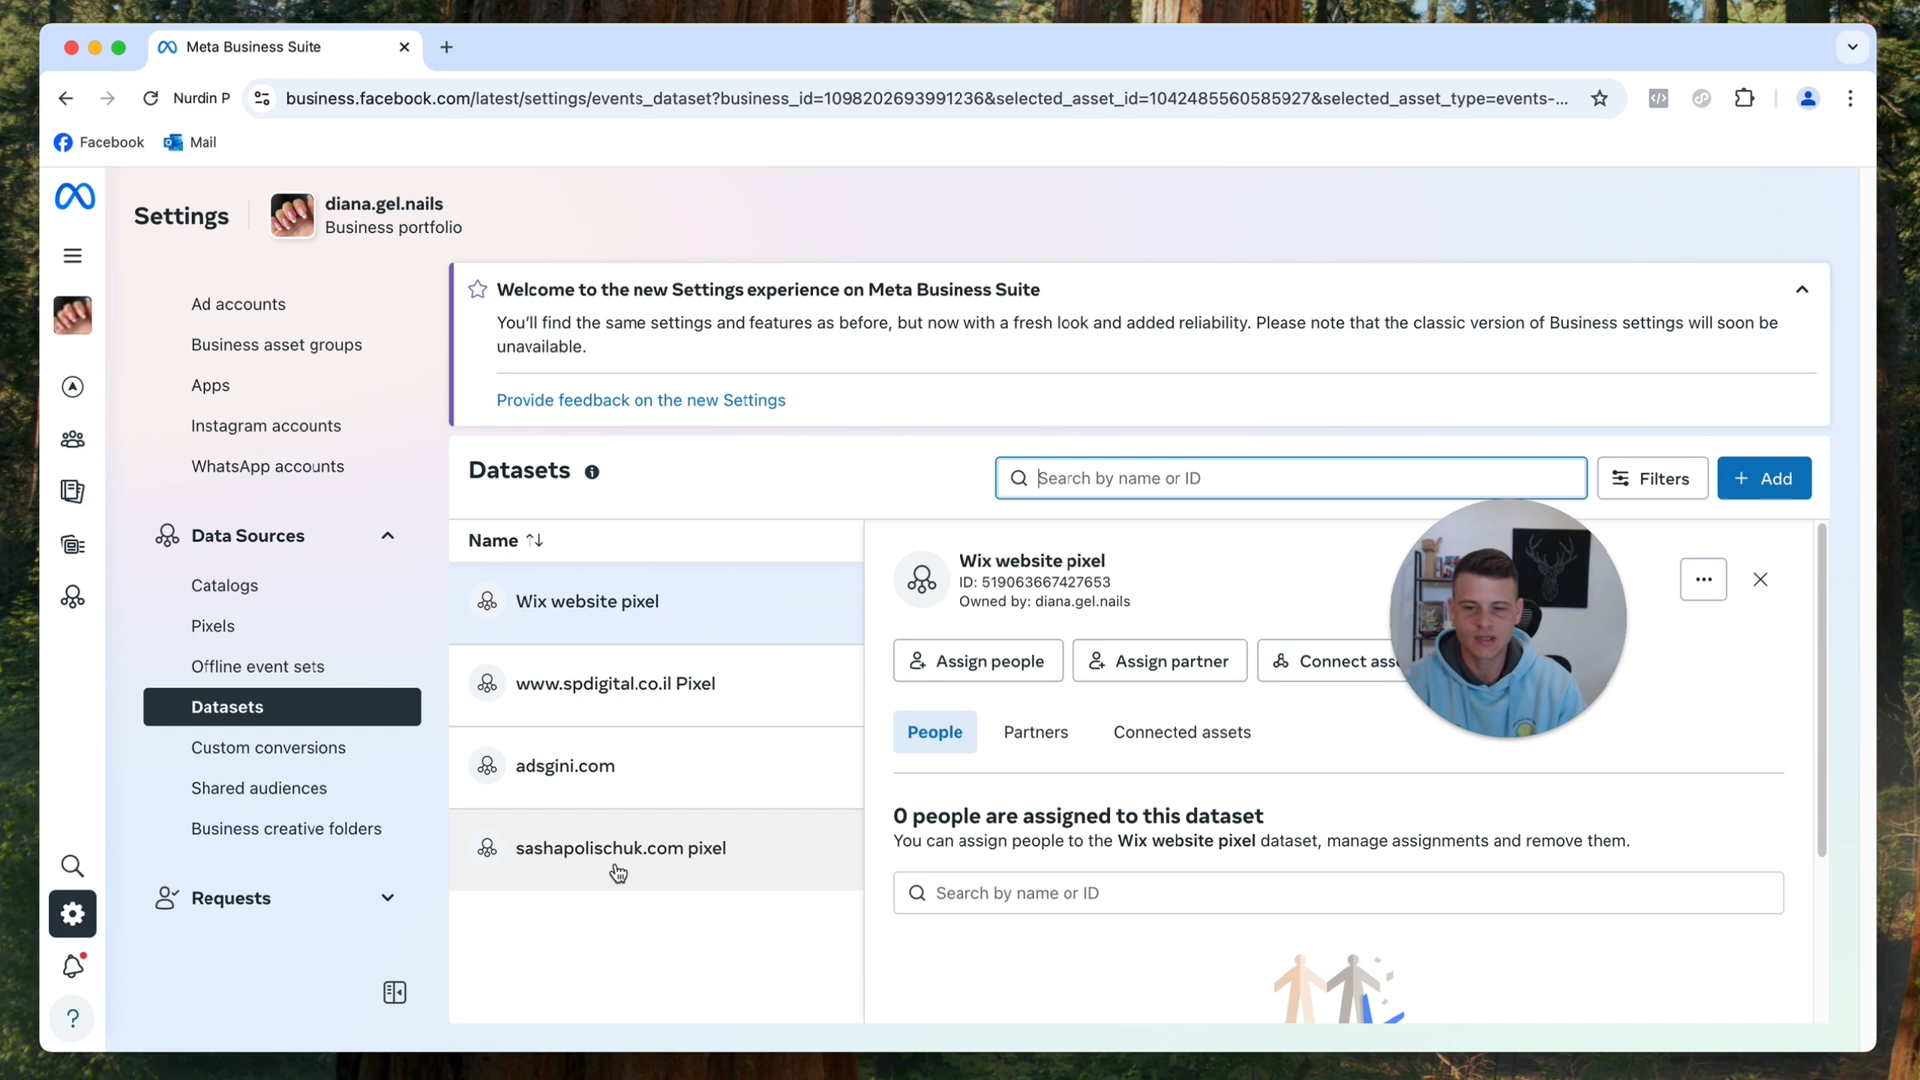 Meta Business Suite
Nurdin P
business.facebook.com/latest/settings/events_dataset?business_id=1098202693991236&selected_asset_id=1042485560585927&selected_asset_type=events-...
Facebook
Mail
Settings
diana.gel.nails
Business portfolio
Ad accounts
Business asset groups
Apps
Instagram accounts
WhatsApp accounts
Data Sources
Catalogs
Pixels
Offline event sets
Datasets
Custom conversions
Shared audiences
Business creative folders
Requests
Welcome to the new Settings experience on Meta Business Suite
You'll find the same settings and features as before, but now with a fresh look and added reliability. Please note that the classic version of Business settings will soon be
unavailable.
Provide feedback on the new Settings
Datasets
Search by name or ID
Filters
+ Add
Name
Wix website pixel
www.spdigital.co.il Pixel
adsgini.com
sashapolischuk.com pixel
Wix website pixel
ID: 519063667427653
Owned by: diana.gel.nails
Assign people
Assign partner
Connect asse
People
Partners
Connected assets
0 people are assigned to this dataset
You can assign people to the Wix website pixel dataset, manage assignments and remove them.
Search by name or ID